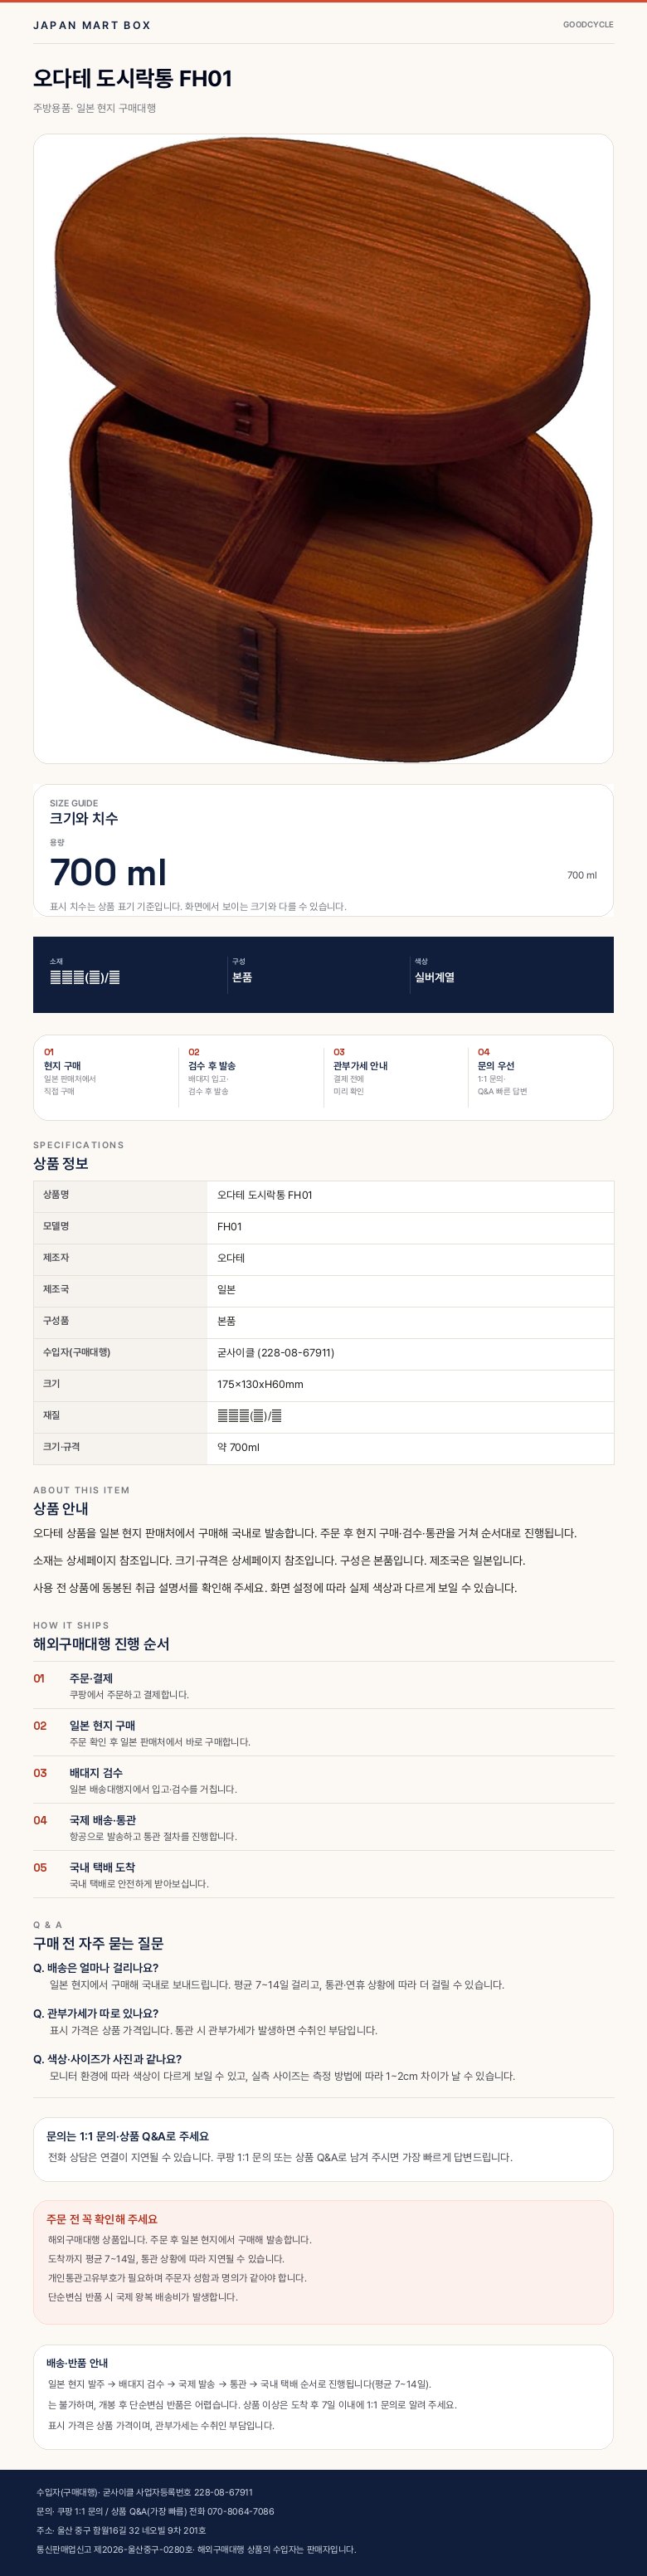 JAPAN MART BOX
GOODCYCLE
오다테 도시락통 FH01
주방용품· 일본 현지 구매대행
SIZE GUIDE
크기와 치수
용량
700 ml
700 ml
표시 치수는 상품 표기 기준입니다. 화면에서 보이는 크기와 다를 수 있습니다.
소재
구성
본품
색상
실버계열
01
현지 구매
일본 판매처에서
직접 구매
02
검수 후 발송
배대지 입고·
검수 후 발송
03
관부가세 안내
결제 전에
미리 확인
04
문의 우선
1:1 문의·
Q&A 빠른 답변
SPECIFICATIONS
상품 정보
상품명 오다테 도시락통 FH01
모델명 FH01
제조자 오다테
제조국 일본
구성품 본품
수입자(구매대행) 굳사이클 (228-08-67911)
크기 175×130xH60mm
재질
크기·규격 약 700ml
ABOUT THIS ITEM
상품 안내
오다테 상품을 일본 현지 판매처에서 구매해 국내로 발송합니다. 주문 후 현지 구매·검수·통관을 거쳐 순서대로 진행됩니다.
소재는 상세페이지 참조입니다. 크기·규격은 상세페이지 참조입니다. 구성은 본품입니다. 제조국은 일본입니다.
사용 전 상품에 동봉된 취급 설명서를 확인해 주세요. 화면 설정에 따라 실제 색상과 다르게 보일 수 있습니다.
HOW IT SHIPS
해외구매대행 진행 순서
01 주문·결제
쿠팡에서 주문하고 결제합니다.
02 일본 현지 구매
주문 확인 후 일본 판매처에서 바로 구매합니다.
03 배대지 검수
일본 배송대행지에서 입고·검수를 거칩니다.
04 국제 배송·통관
항공으로 발송하고 통관 절차를 진행합니다.
05 국내 택배 도착
국내 택배로 안전하게 받아보십니다.
Q & A
구매 전 자주 묻는 질문
Q. 배송은 얼마나 걸리나요?
일본 현지에서 구매해 국내로 보내드립니다. 평균 7~14일 걸리고, 통관·연휴 상황에 따라 더 걸릴 수 있습니다.
Q. 관부가세가 따로 있나요?
표시 가격은 상품 가격입니다. 통관 시 관부가세가 발생하면 수취인 부담입니다.
Q. 색상·사이즈가 사진과 같나요?
모니터 환경에 따라 색상이 다르게 보일 수 있고, 실측 사이즈는 측정 방법에 따라 1~2cm 차이가 날 수 있습니다.
문의는 1:1 문의·상품 Q&A로 주세요
전화 상담은 연결이 지연될 수 있습니다. 쿠팡 1:1 문의 또는 상품 Q&A로 남겨 주시면 가장 빠르게 답변드립니다.
주문 전 꼭 확인해 주세요
해외구매대행 상품입니다. 주문 후 일본 현지에서 구매해 발송합니다.
도착까지 평균 7~14일, 통관 상황에 따라 지연될 수 있습니다.
개인통관고유부호가 필요하며 주문자 성함과 명의가 같아야 합니다.
단순변심 반품 시 국제 왕복 배송비가 발생합니다.
배송·반품 안내
일본 현지 발주 → 배대지 검수 → 국제 발송 → 통관 → 국내 택배 순서로 진행됩니다(평균 7~14일).
는 불가하며, 개봉 후 단순변심 반품은 어렵습니다. 상품 이상은 도착 후 7일 이내에 1:1 문의로 알려 주세요.
표시 가격은 상품 가격이며, 관부가세는 수취인 부담입니다.
수입자(구매대행)· 굳사이클 사업자등록번호 228-08-67911
문의· 쿠팡 1:1 문의 / 상품 Q&A(가장 빠름) 전화 070-8064-7086
주소· 울산 중구 함월16길 32 네오빌 9차 201호
통신판매업신고 제2026-울산중구-0280호· 해외구매대행 상품의 수입자는 판매자입니다.